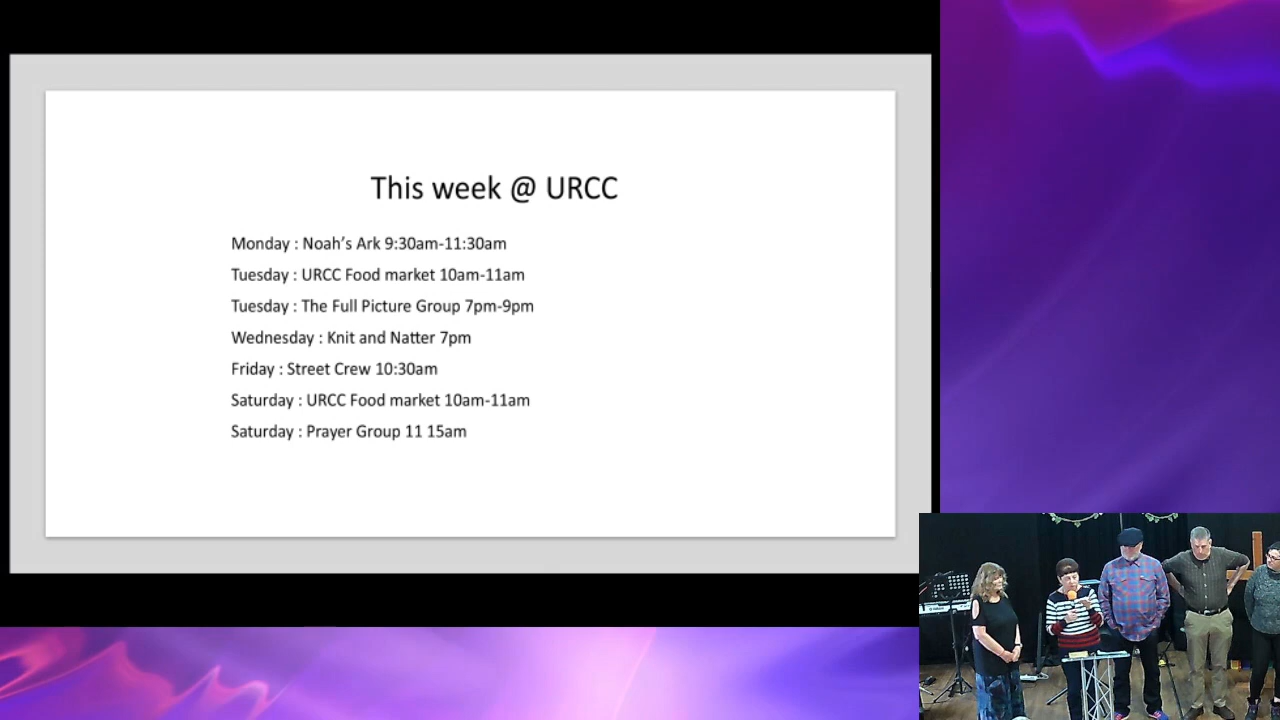 This week @ URCC
Monday : Noah’s Ark 9:30am-11:30am
Tuesday : URCC Food market 10am-11am
Tuesday : The Full Picture Group 7pm-9pm
Wednesday : Knit and Natter 7pm
Friday : Street Crew 10:30am
Saturday : URCC Food market 10am-11am
Saturday : Prayer Group 11 15am